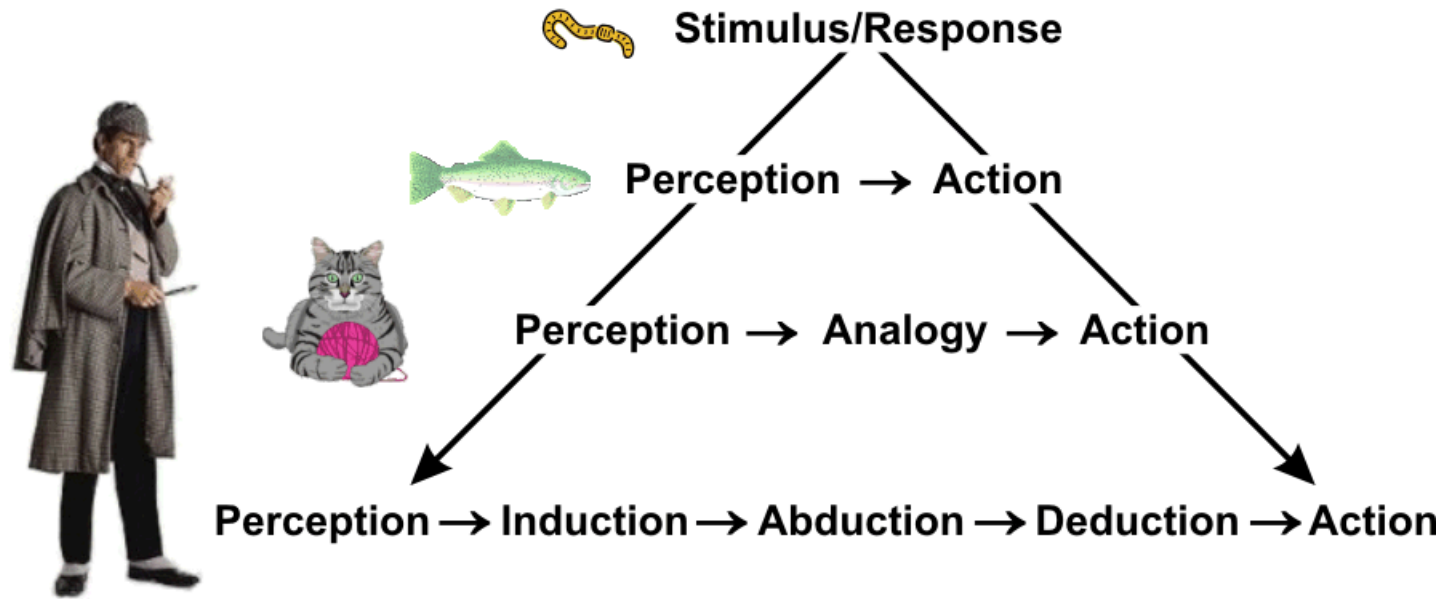 Stimulus/Response
Perception → Action
Perception → Analogy → Action
Perception → Induction → Abduction → Deduction → Action